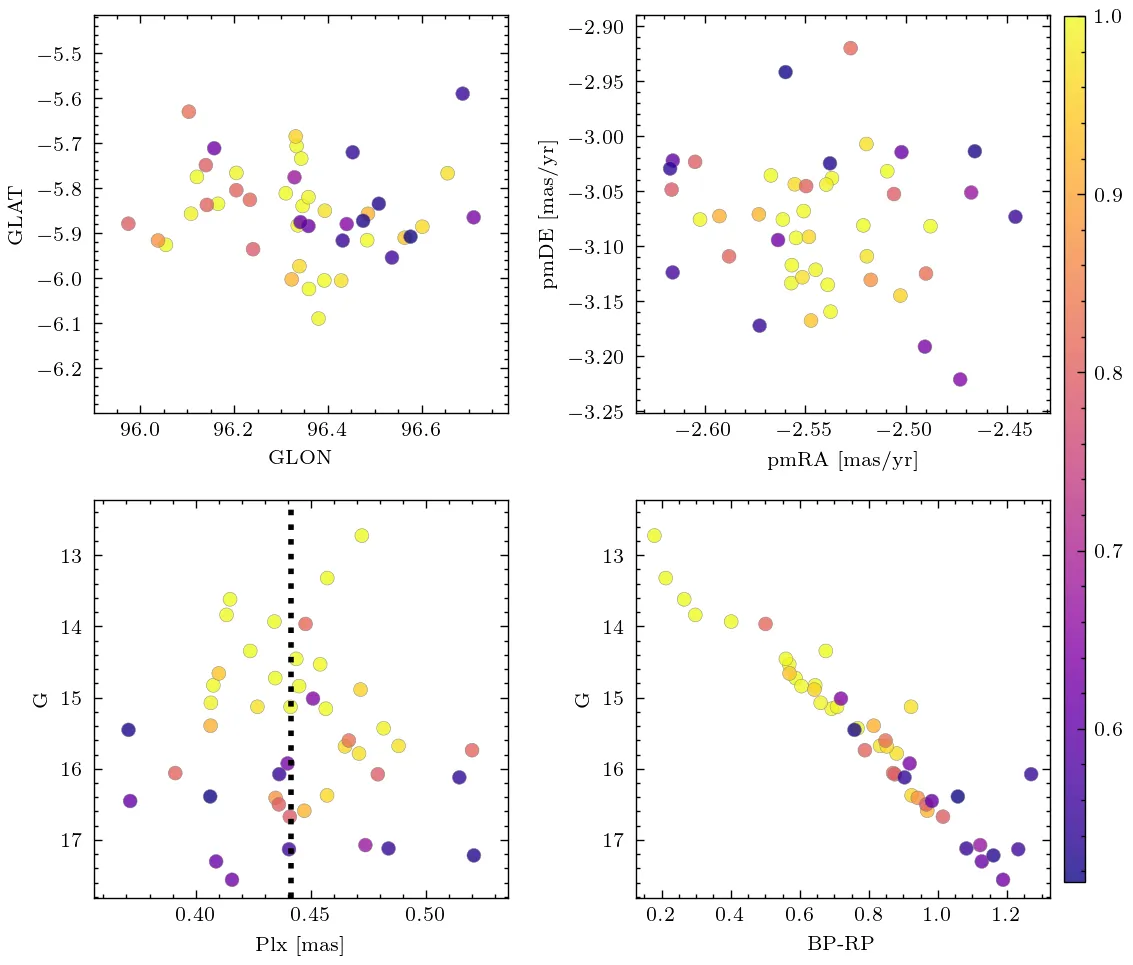 −5.5
−5.6
−5.7
−5.8
−5.9
−6.0
−6.1
−6.2
GLAT
96.0 96.2 96.4 96.6
GLON
−2.90
−2.95
−3.00
−3.05
−3.10
−3.15
−3.20
−3.25
pmDE [mas/yr]
−2.60 −2.55 −2.50 −2.45
pmRA [mas/yr]
13
14
15
16
17
G
0.40 0.45 0.50
Plx [mas]
13
14
15
16
17
G
0.2 0.4 0.6 0.8 1.0 1.2
BP-RP
1.0
0.9
0.8
0.7
0.6